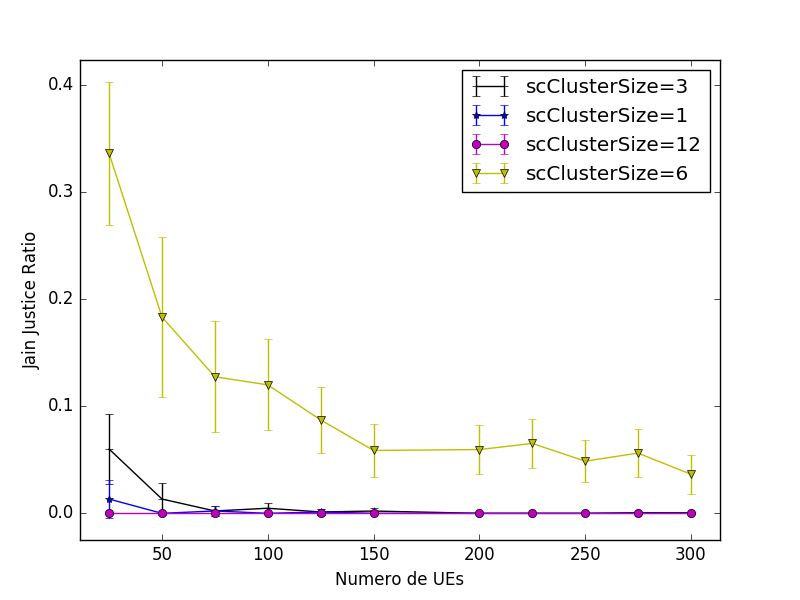 scClusterSize=3
scClusterSize=1
scClusterSize=12
scClusterSize=6
Jain Justice Ratio
0.4
0.3
0.2
0.1
0.0
50 100 150 200 250 300
Numero de UEs